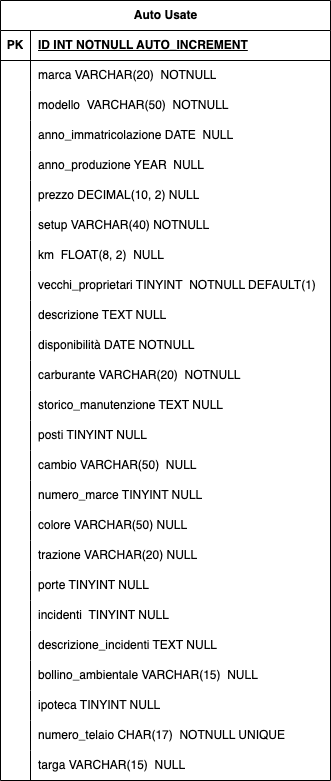 Auto Usate
PK ID INT NOTNULL AUTO_INCREMENT
marca VARCHAR(20) NOTNULL
modello VARCHAR(50) NOTNULL
anno_immatricolazione DATE NULL
anno_produzione YEAR NULL
prezzo DECIMAL(10, 2) NULL
setup VARCHAR(40) NOTNULL
km FLOAT(8, 2) NULL
vecchi_proprietari TINYINT NOTNULL DEFAULT(1)
descrizione TEXT NULL
disponibilità DATE NOTNULL
carburante VARCHAR(20) NOTNULL
storico_manutenzione TEXT NULL
posti TINYINT NULL
cambio VARCHAR(50) NULL
numero_marce TINYINT NULL
colore VARCHAR(50) NULL
trazione VARCHAR(20) NULL
porte TINYINT NULL
incidenti TINYINT NULL
descrizione_incidenti TEXT NULL
bollino_ambientale VARCHAR(15) NULL
ipoteca TINYINT NULL
numero_telaio CHAR(17) NOTNULL UNIQUE
targa VARCHAR(15) NULL